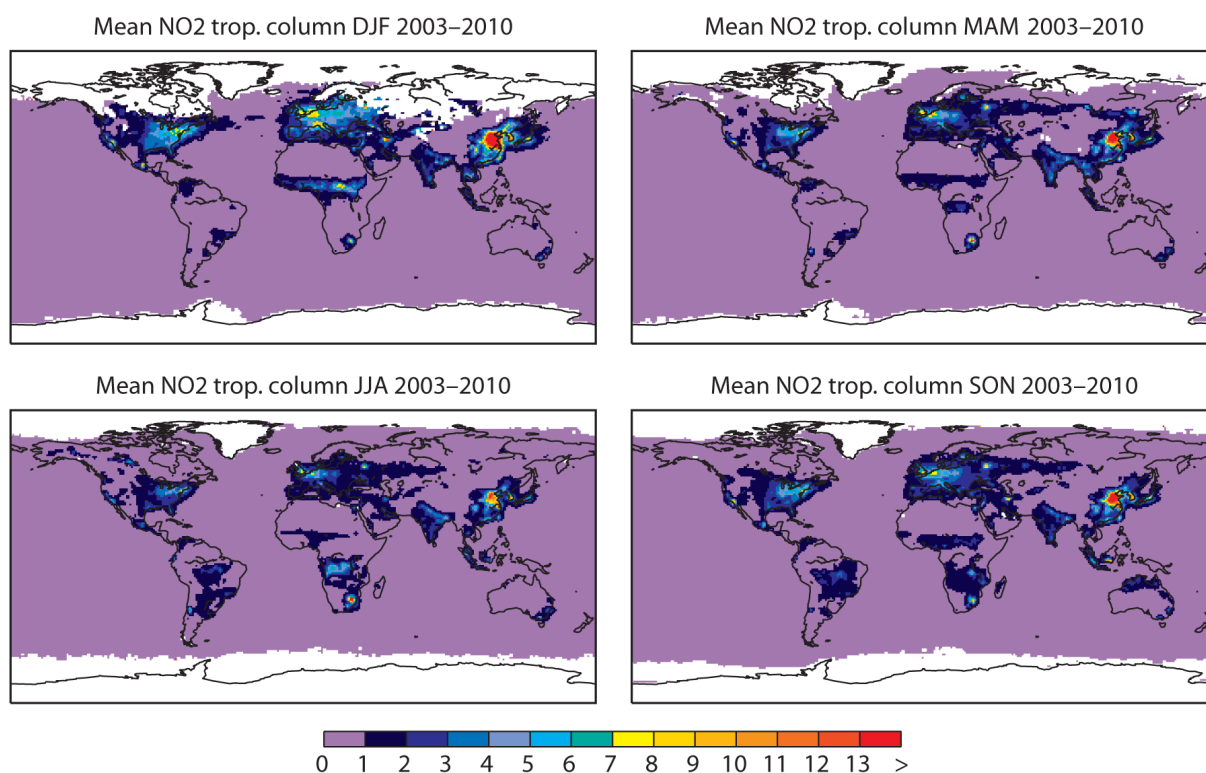 Mean NO2 trop. column DJF 2003–2010
Mean NO2 trop. column MAM 2003–2010
Mean NO2 trop. column JJA 2003–2010
Mean NO2 trop. column SON 2003–2010
0 1 2 3 4 5 6 7 8 9 10 11 12 13 >